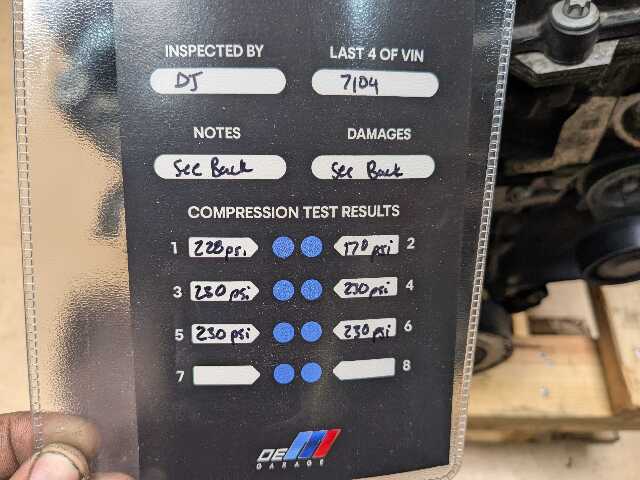 INSPECTED BY LAST 4 OF VIN
DJ 7104
NOTES DAMAGES
See Back See Back
COMPRESSION TEST RESULTS
1 228psi 170psi 2
3 230psi 230psi 4
5 230psi 230psi 6
7 8
OEM
GARAGE